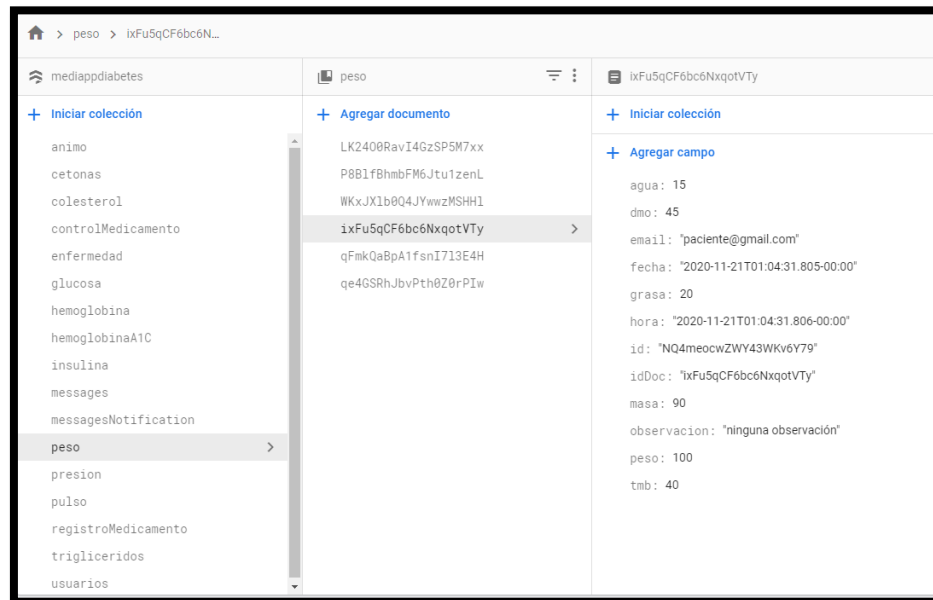 peso > ixFu5qCF6bc6N...
mediappdiabetes
Iniciar colección
animo
cetonas
colesterol
controlMedicamento
enfermedad
glucosa
hemoglobina
hemoglobinaA1C
insulina
messages
messagesNotification
peso
presion
pulso
registroMedicamento
trigliceridos
usuarios
peso
Agregar documento
LK24O0RavI4GzSP5M7xx
P8BlfBhmbFM6Jtu1zenL
WKxJXlb0Q4JYwwzMSHHl
ixFu5qCF6bc6NxqotVTy
qFmkQaBpA1fsnI7l3E4H
qe4GSRhJbvPth0Z0rPIw
ixFu5qCF6bc6NxqotVTy
Iniciar colección
Agregar campo
agua: 15
dmo: 45
email: "paciente@gmail.com"
fecha: "2020-11-21T01:04:31.805-00:00"
grasa: 20
hora: "2020-11-21T01:04:31.806-00:00"
id: "NQ4meocwZWY43WKv6Y79"
idDoc: "ixFu5qCF6bc6NxqotVTy"
masa: 90
observacion: "ninguna observación"
peso: 100
tmb: 40